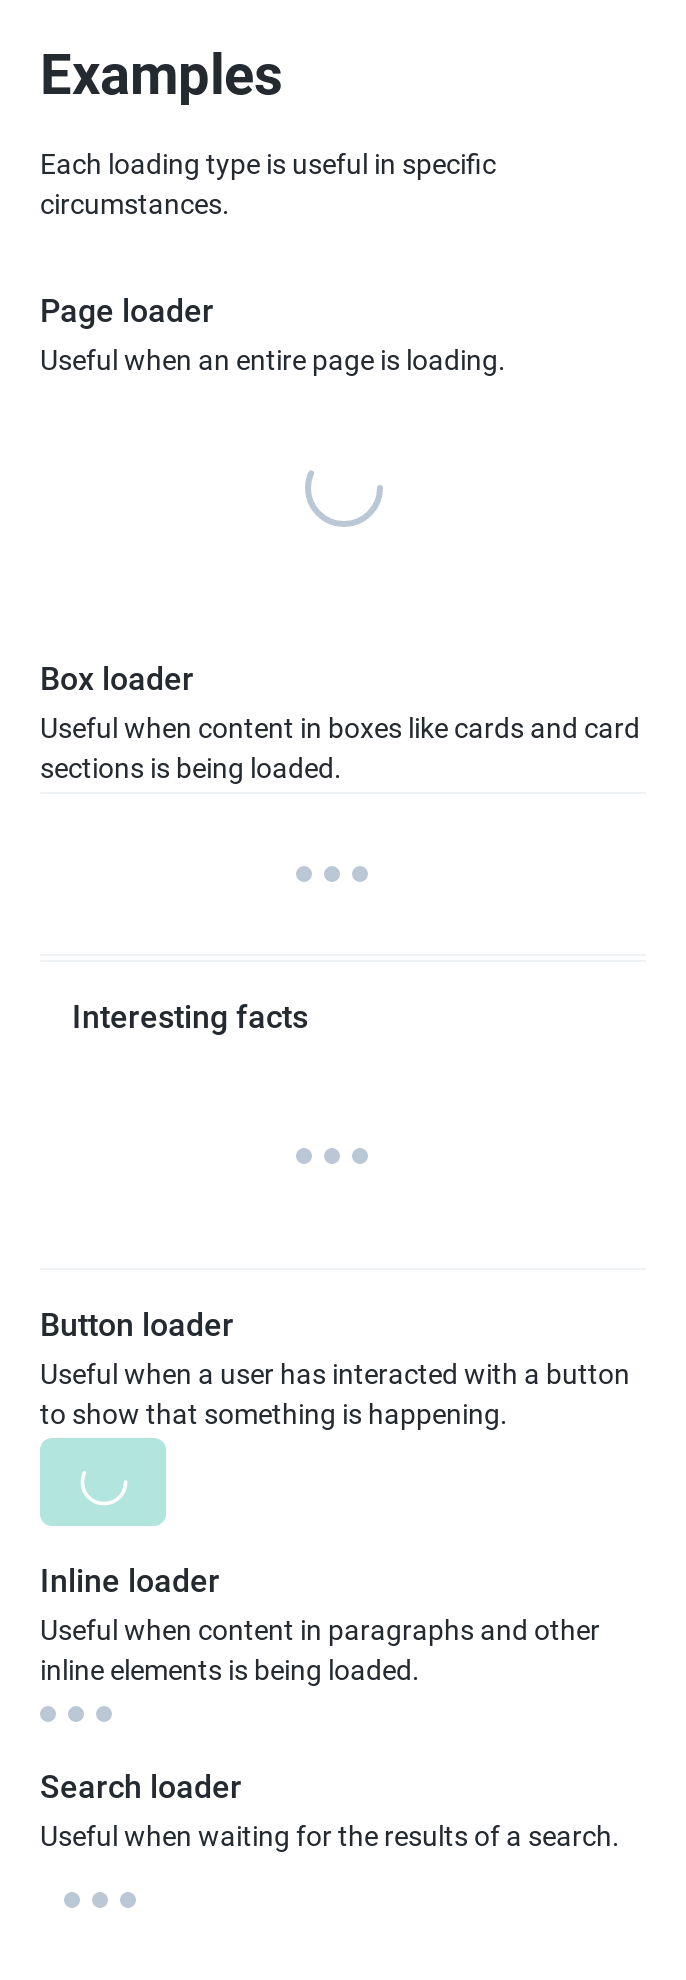 Examples
Each loading type is useful in specific
circumstances.
Page loader
Useful when an entire page is loading.
Box loader
Useful when content in boxes like cards and card
sections is being loaded.
Interesting facts
Button loader
Useful when a user has interacted with a button
to show that something is happening.
Inline loader
Useful when content in paragraphs and other
inline elements is being loaded.
Search loader
Useful when waiting for the results of a search.